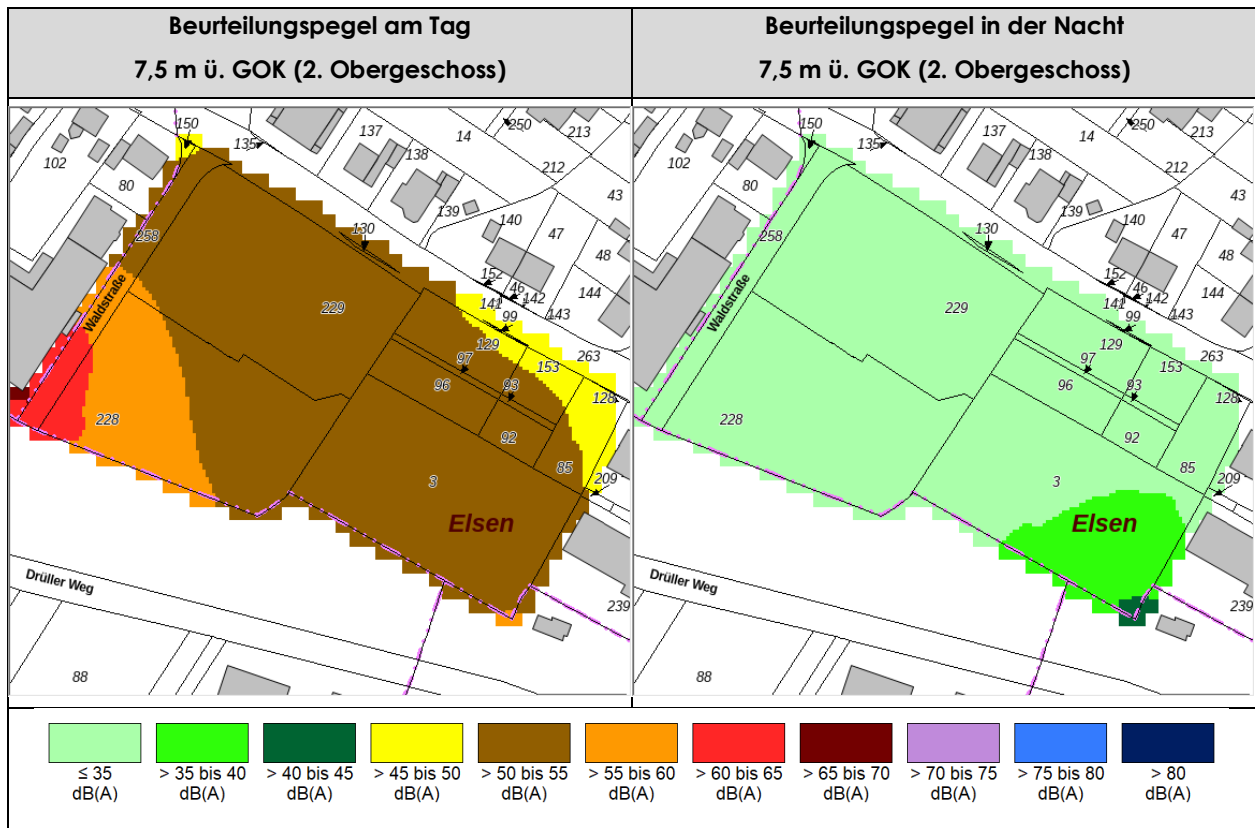 Beurteilungspegel am Tag
7,5 m ü. GOK (2. Obergeschoss)
Beurteilungspegel in der Nacht
7,5 m ü. GOK (2. Obergeschoss)
150
135
137
138
14
250
213
212
43
102
80
139
140
47
48
258
130
152
46
142
144
141
143
99
Waldstraße
229
129
263
97
153
96
93
128
228
92
85
209
3
Elsen
Drüller Weg
239
88
150
135
137
138
14
250
213
212
43
102
80
139
140
47
48
258
130
152
46
142
144
141
143
99
Waldstraße
229
129
263
97
153
96
93
128
228
92
85
209
3
Elsen
Drüller Weg
239
88
≤ 35
dB(A)
> 35 bis 40
dB(A)
> 40 bis 45
dB(A)
> 45 bis 50
dB(A)
> 50 bis 55
dB(A)
> 55 bis 60
dB(A)
> 60 bis 65
dB(A)
> 65 bis 70
dB(A)
> 70 bis 75
dB(A)
> 75 bis 80
dB(A)
> 80
dB(A)